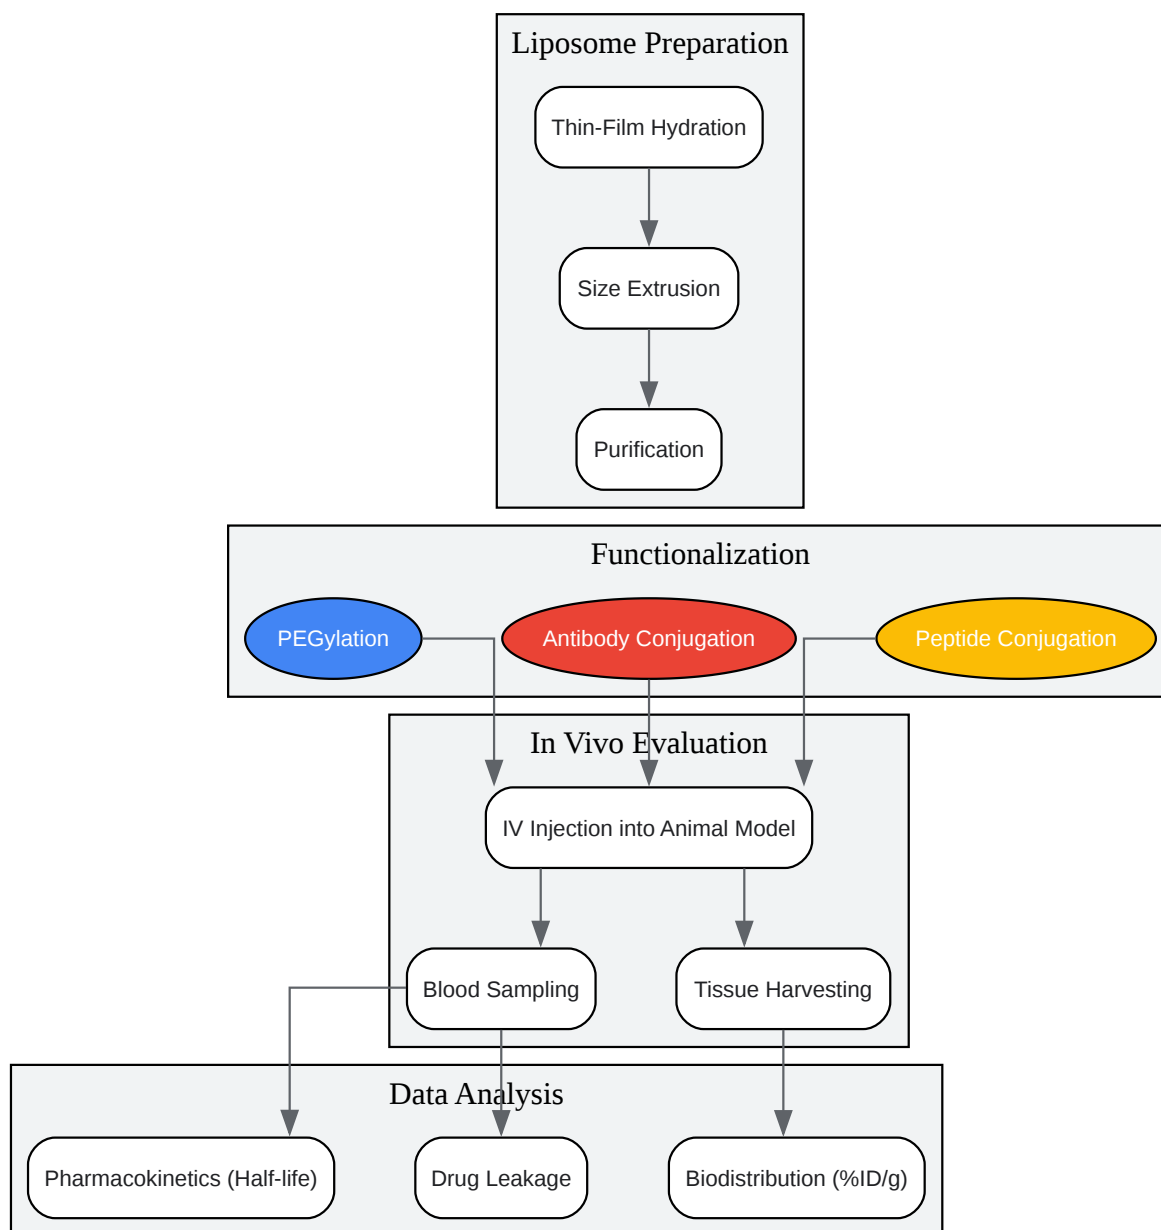 Liposome Preparation
Thin-Film Hydration
Size Extrusion
Purification
Functionalization
PEGylation
Antibody Conjugation
Peptide Conjugation
In Vivo Evaluation
IV Injection into Animal Model
Blood Sampling
Tissue Harvesting
Data Analysis
Pharmacokinetics (Half-life)
Drug Leakage
Biodistribution (%ID/g)